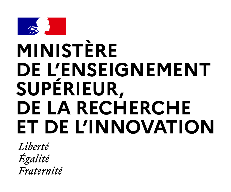 MINISTÈRE
DE L'ENSEIGNEMENT
SUPÉRIEUR,
DE LA RECHERCHE
ET DE L'INNOVATION
Liberté
Égalité
Fraternité